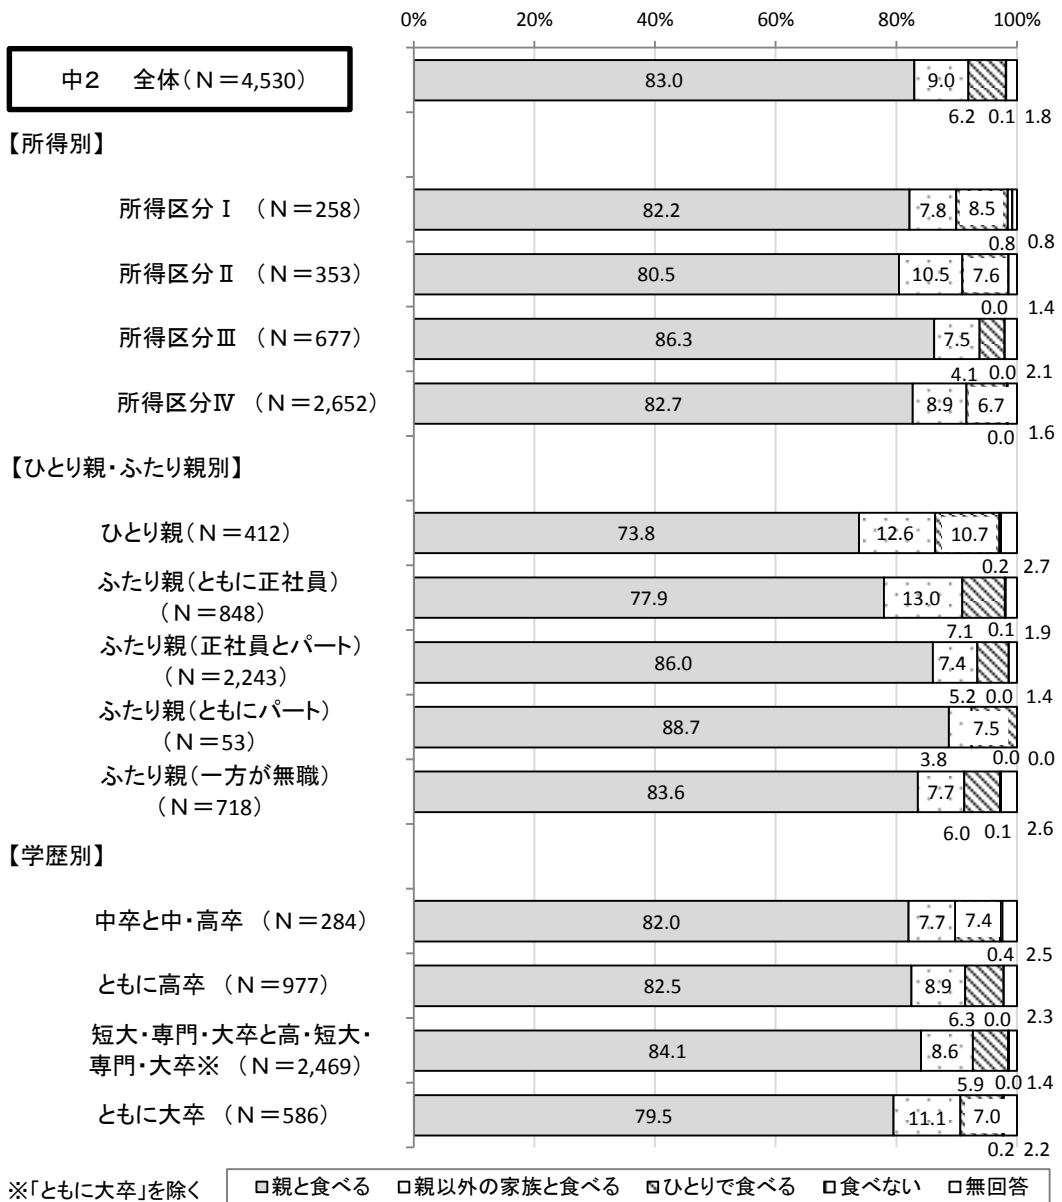 0% 20% 40% 60% 80% 100%
中2 全体(N=4,530) 83.0 9.0
6.2 0.1 1.8
【所得別】
所得区分Ⅰ (N=258) 82.2 7.8 8.5
0.8 0.8
所得区分Ⅱ (N=353) 80.5 10.5 7.6
0.0 1.4
所得区分Ⅲ (N=677) 86.3 7.5
4.1 0.0 2.1
所得区分Ⅳ (N=2,652) 82.7 8.9 6.7
0.0 1.6
【ひとり親・ふたり親別】
ひとり親(N=412) 73.8 12.6 10.7
0.2 2.7
ふたり親(ともに正社員)
(N=848) 77.9 13.0
7.1 0.1 1.9
ふたり親(正社員とパート)
(N=2,243) 86.0 7.4
5.2 0.0 1.4
ふたり親(ともにパート)
(N=53) 88.7 7.5
3.8 0.0 0.0
ふたり親(一方が無職)
(N=718) 83.6 7.7
6.0 0.1 2.6
【学歴別】
中卒と中・高卒 (N=284) 82.0 7.7 7.4
0.4 2.5
ともに高卒 (N=977) 82.5 8.9
6.3 0.0 2.3
短大・専門・大卒と高・短大・
専門・大卒※ (N=2,469) 84.1 8.6
5.9 0.0 1.4
ともに大卒 (N=586) 79.5 11.1 7.0
0.2 2.2
※「ともに大卒」を除く 親と食べる 親以外の家族と食べる ひとりで食べる 食べない 無回答